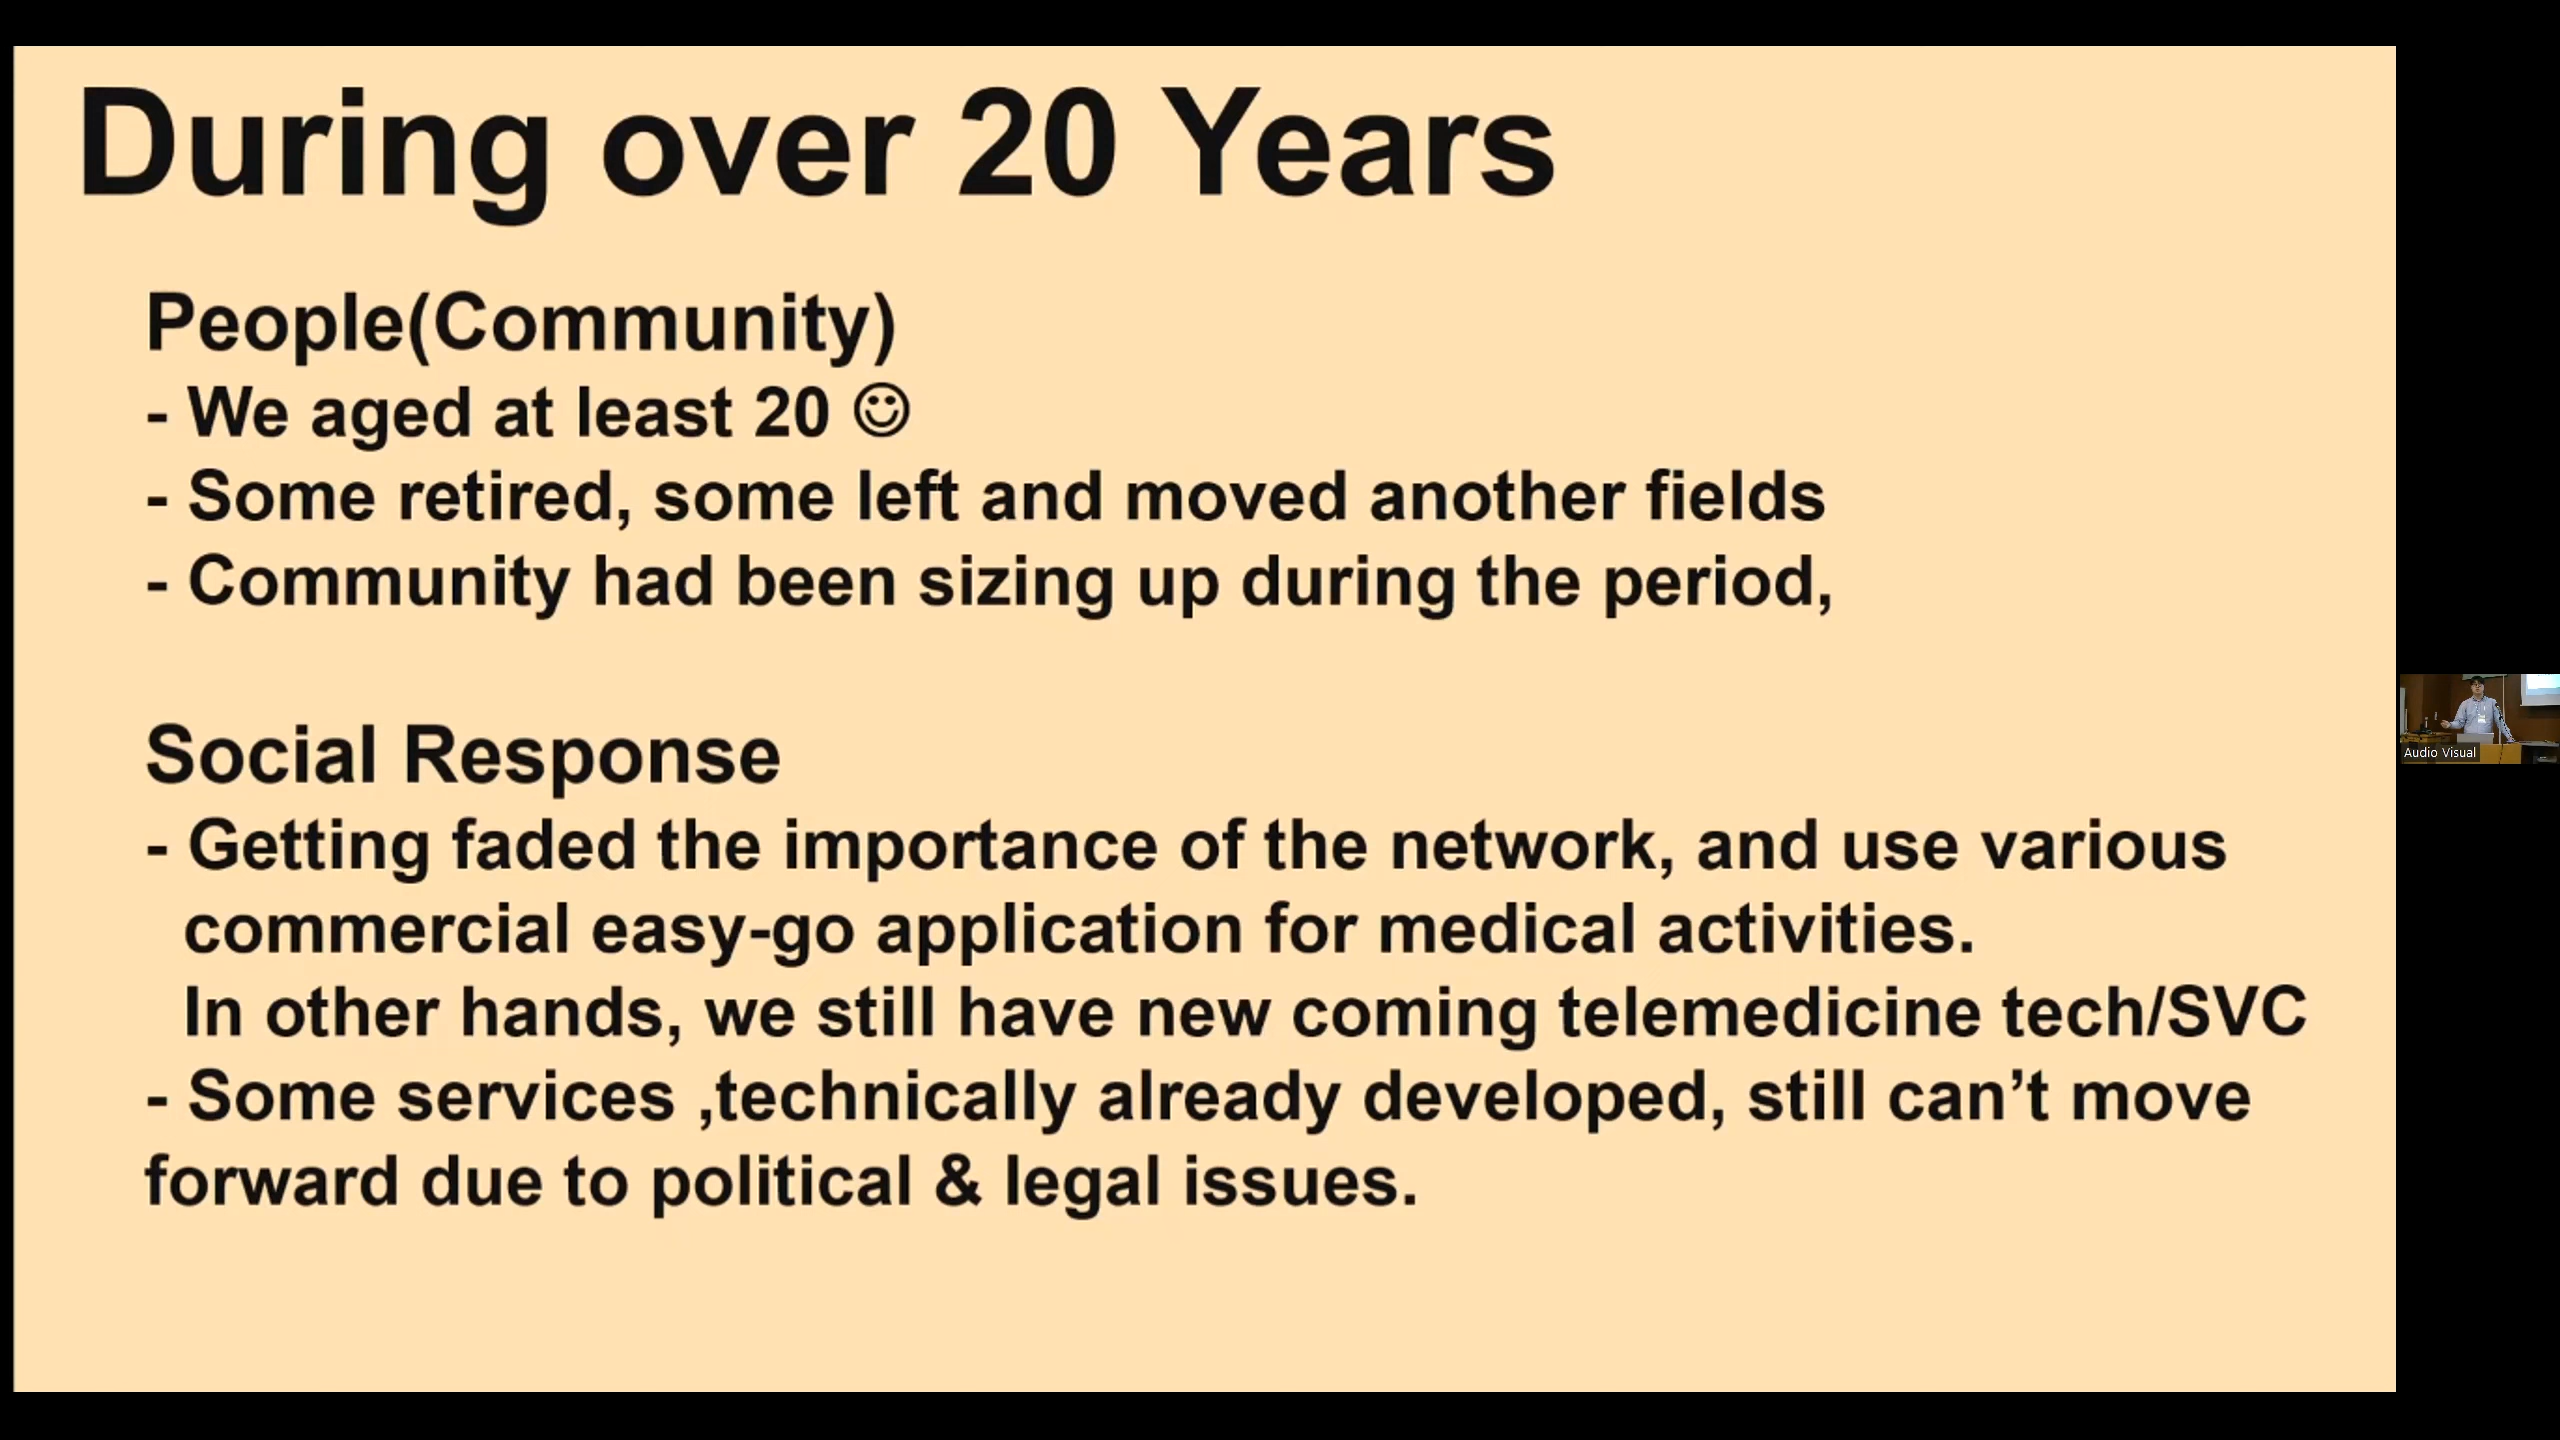 During over 20 Years
People(Community)
- We aged at least 20 ☺
- Some retired, some left and moved another fields
- Community had been sizing up during the period,
Social Response
- Getting faded the importance of the network, and use various
commercial easy-go application for medical activities.
In other hands, we still have new coming telemedicine tech/SVC
- Some services ,technically already developed, still can’t move
forward due to political & legal issues.
Audio Visual